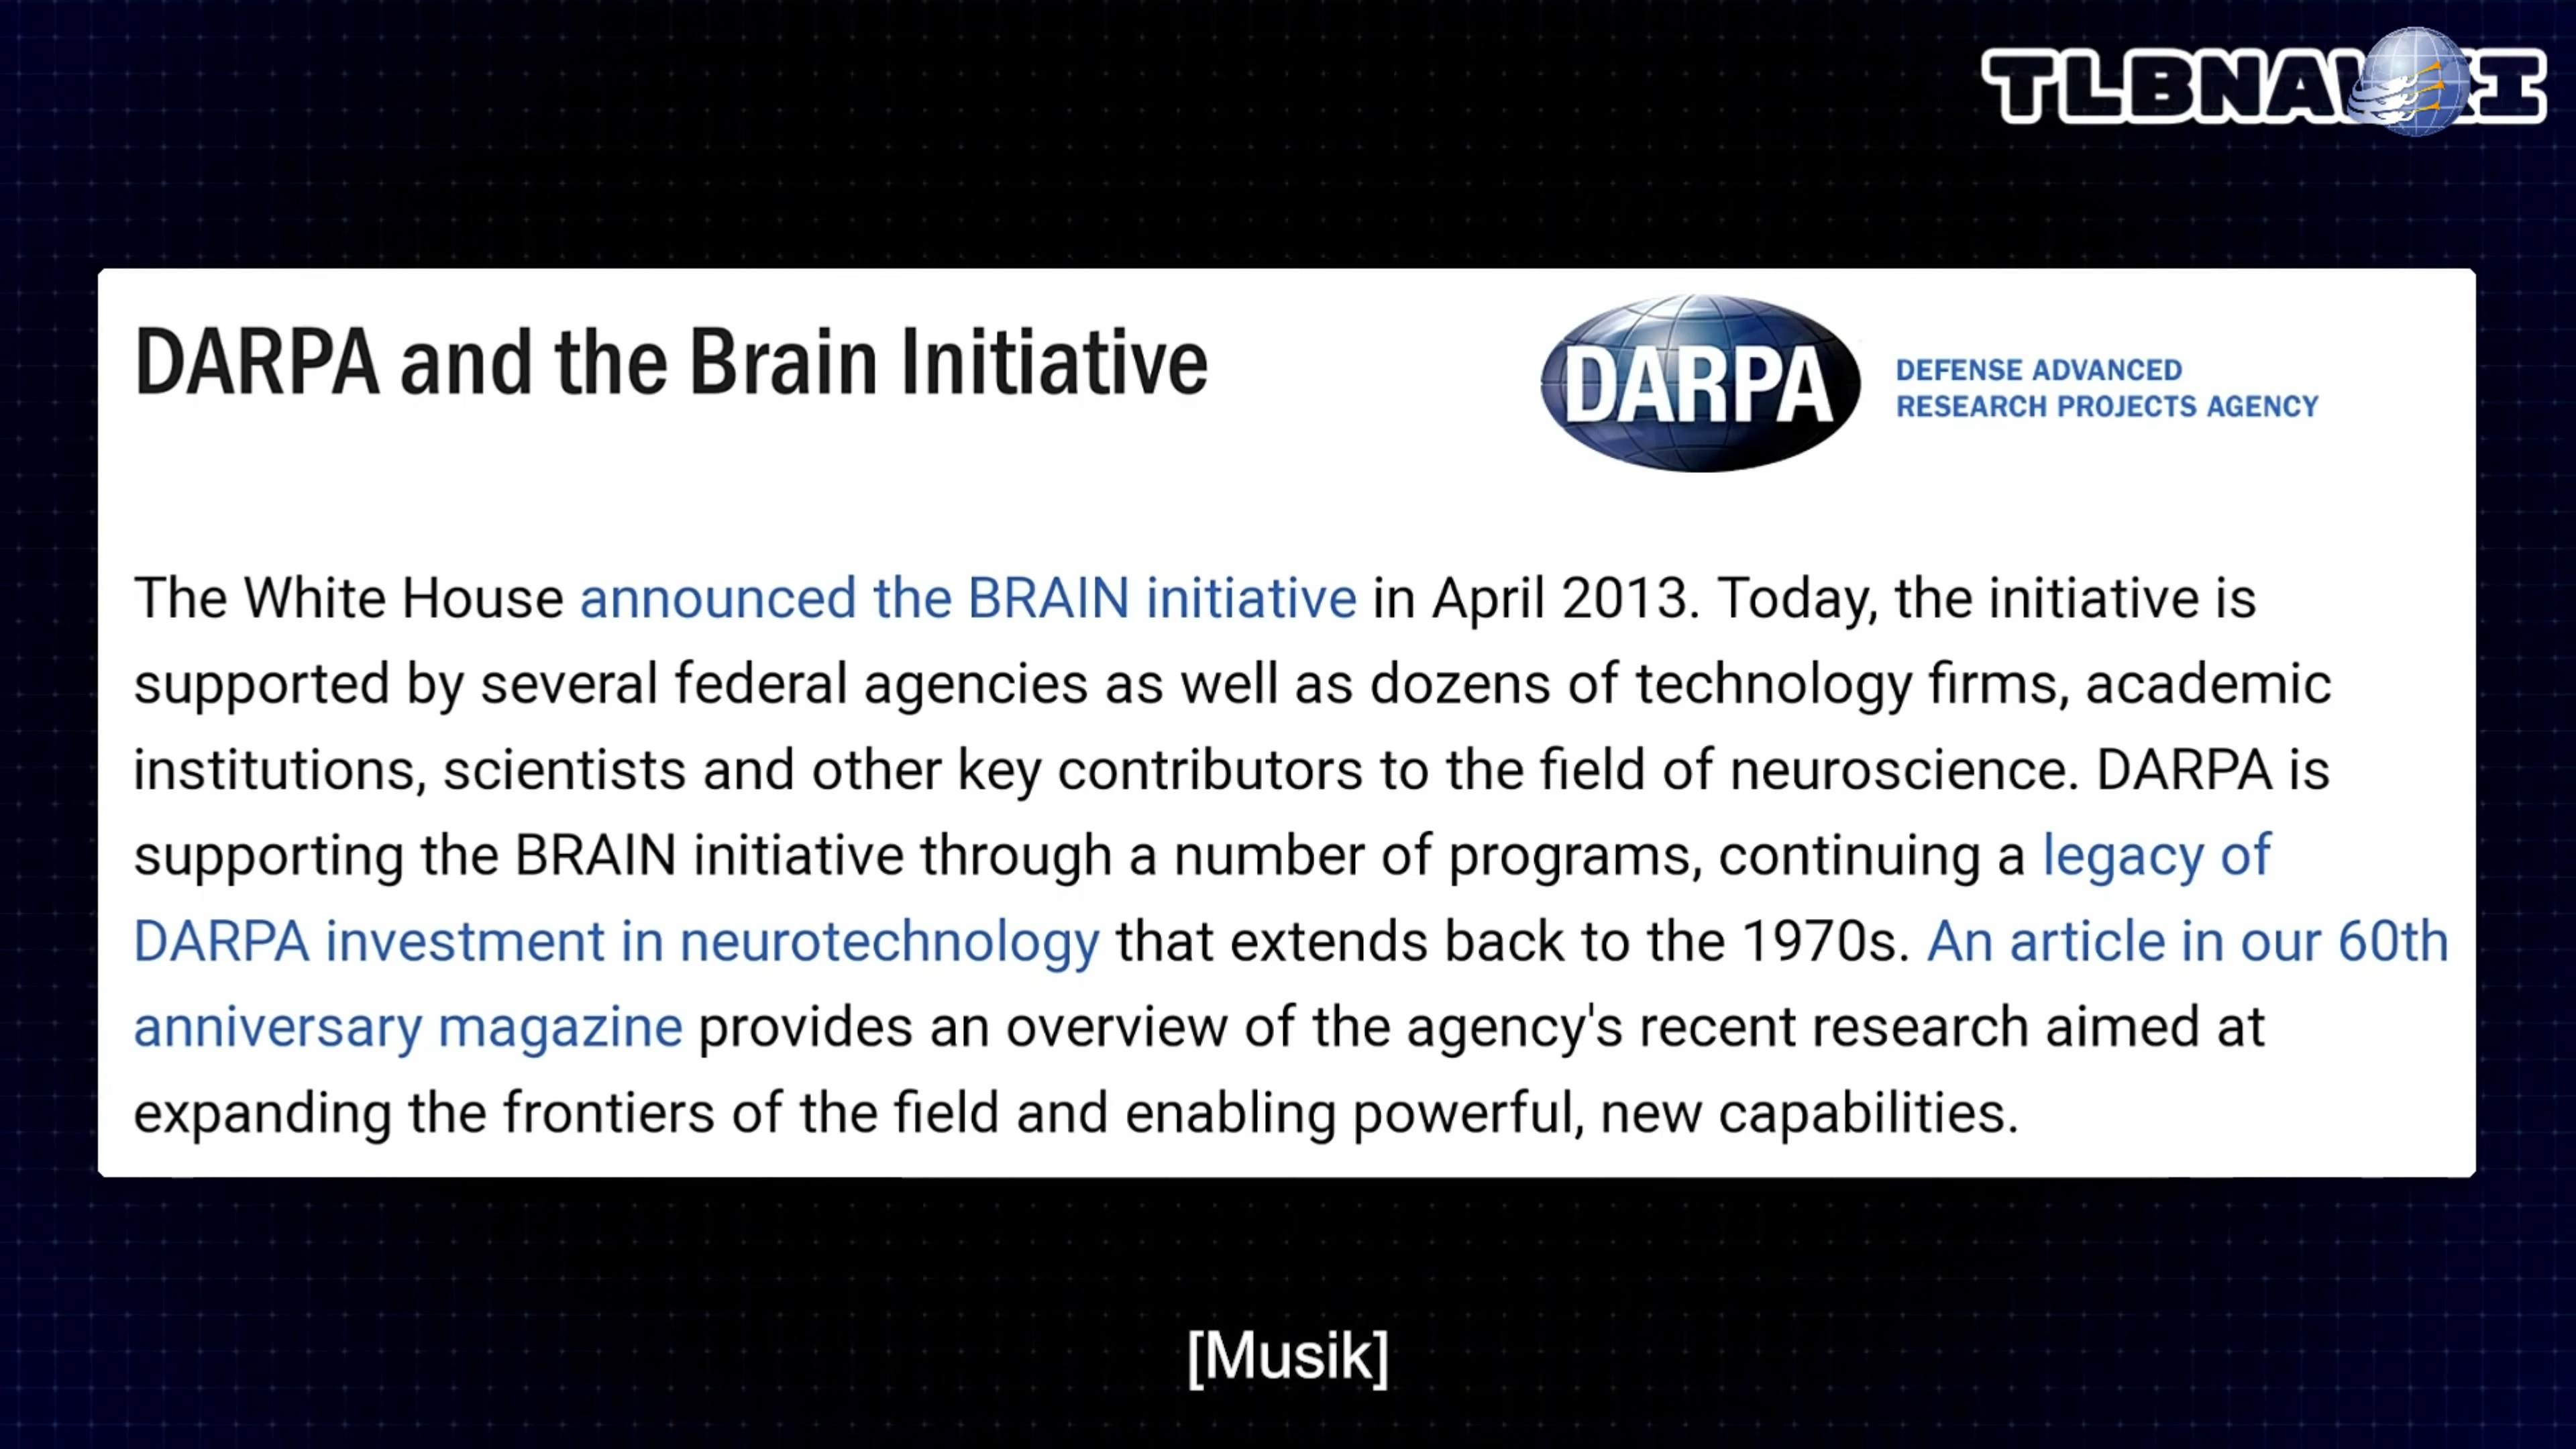 DARPA and the Brain Initiative
DARPA
DEFENSE ADVANCED
RESEARCH PROJECTS AGENCY
The White House announced the BRAIN initiative in April 2013. Today, the initiative is
supported by several federal agencies as well as dozens of technology firms, academic
institutions, scientists and other key contributors to the field of neuroscience. DARPA is
supporting the BRAIN initiative through a number of programs, continuing a legacy of
DARPA investment in neurotechnology that extends back to the 1970s. An article in our 60th
anniversary magazine provides an overview of the agency's recent research aimed at
expanding the frontiers of the field and enabling powerful, new capabilities.
[Musik]